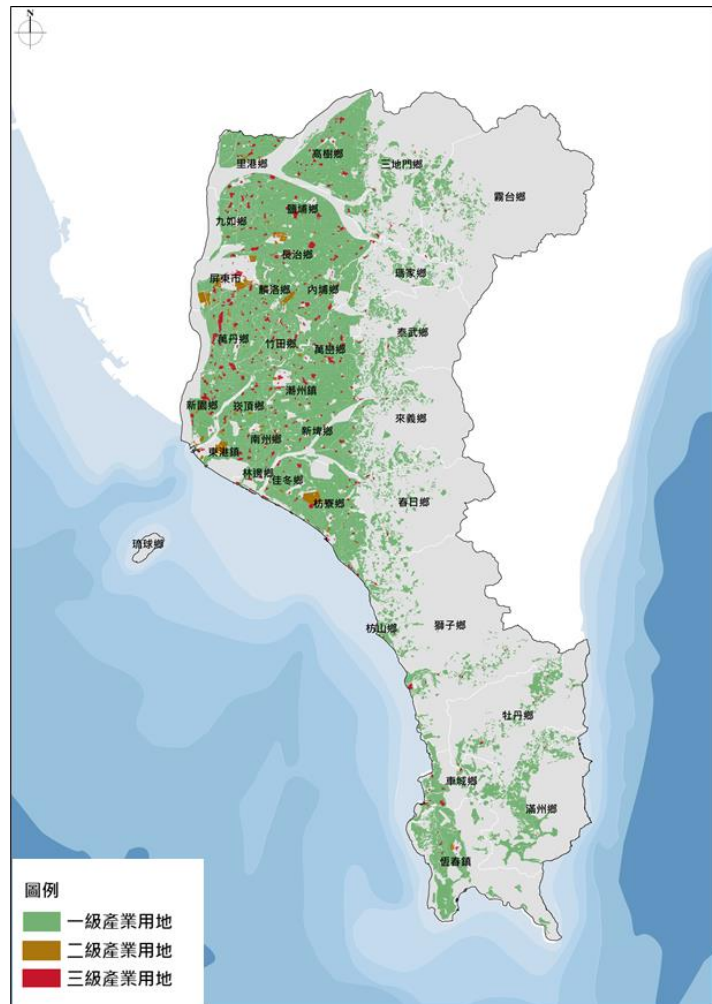 N
高樹鄉
里港鄉
三地門鄉
霧台鄉
鹽埔鄉
九如鄉
長治鄉
瑪家鄉
屏東市
麟洛鄉
內埔鄉
泰武鄉
萬丹鄉
竹田鄉
萬巒鄉
潮州鎮
來義鄉
新園鄉
崁頂鄉
新埤鄉
南州鄉
東港鎮
林邊鄉
佳冬鄉
枋寮鄉
春日鄉
琉球鄉
枋山鄉
獅子鄉
牡丹鄉
車城鄉
滿州鄉
恆春鎮
圖例
一級產業用地
二級產業用地
三級產業用地